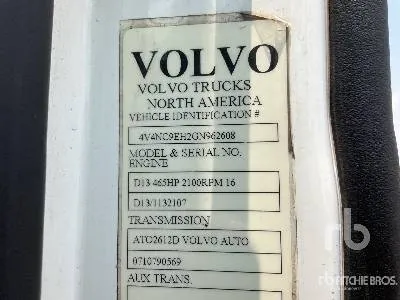 VOLVO
VOLVO TRUCKS
NORTH AMERICA
VEHICLE IDENTIFICATION #
4V4NC9EH2GN962608
MODEL & SERIAL NO.
ENGINE
D13 465HP 2100RPM 16
D13/1132107
TRANSMISSION
ATO2612D VOLVO AUTO
0710790569
AUX TRANS.
rb
RITCHIE BROS.